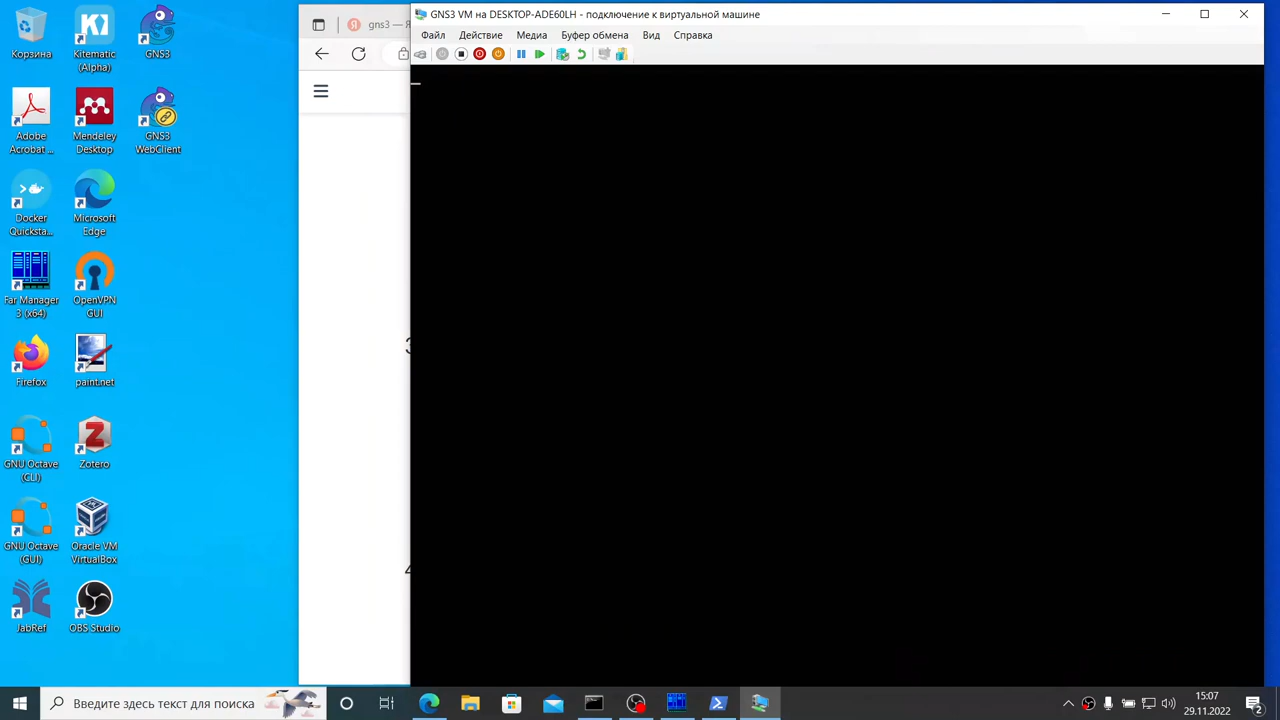 Корзина
Kitematic
(Alpha)
GNS3
Adobe
Acrobat ...
Mendeley
Desktop
GNS3
WebClient
Docker
Quicksta...
Microsoft
Edge
Far Manager
3 (x64)
OpenVPN
GUI
Firefox
paint.net
GNU Octave
(CLI)
Zotero
GNU Octave
(GUI)
Oracle VM
VirtualBox
JabRef
OBS Studio
gns3 — Я
GNS3 VM на DESKTOP-ADE60LH - подключение к виртуальной машине
Файл Действие Медиа Буфер обмена Вид Справка
Введите здесь текст для поиска
15:07
29.11.2022
2